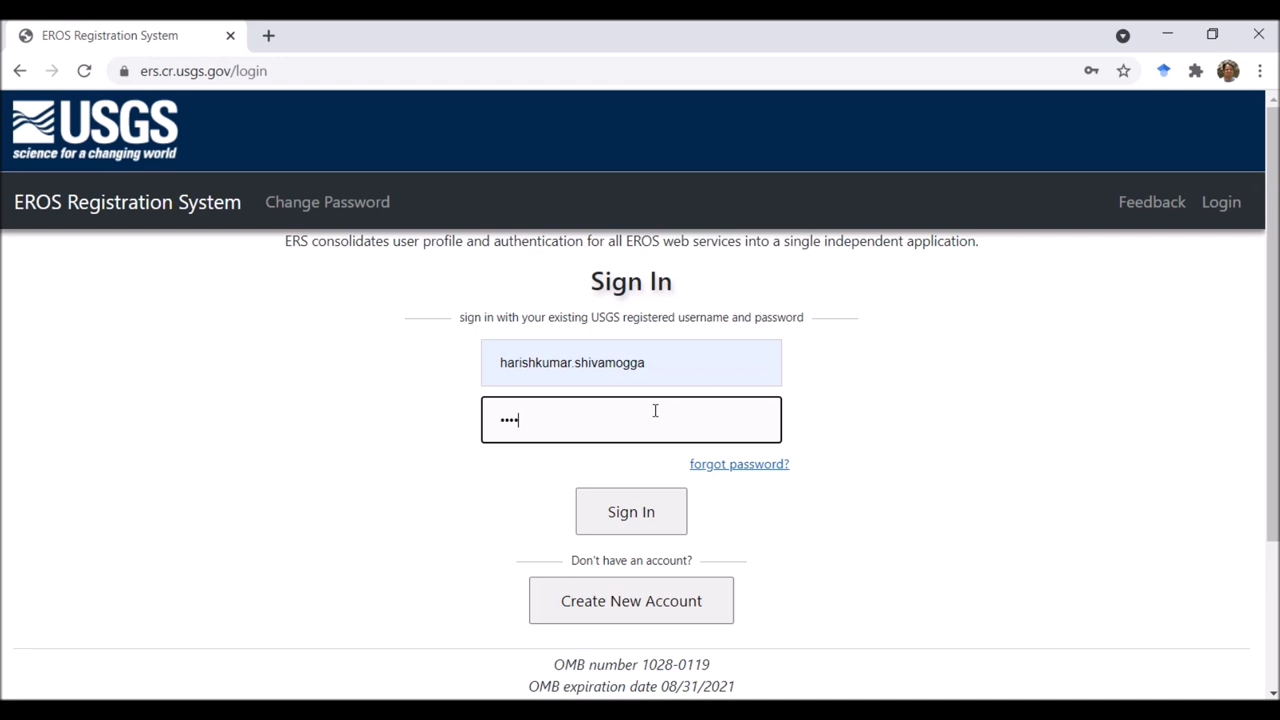 EROS Registration System
ers.cr.usgs.gov/login
USGS
science for a changing world
EROS Registration System Change Password Feedback Login
ERS consolidates user profile and authentication for all EROS web services into a single independent application.
Sign In
sign in with your existing USGS registered username and password
harishkumar.shivamogga
••••
forgot password?
Sign In
Don't have an account?
Create New Account
OMB number 1028-0119
OMB expiration date 08/31/2021